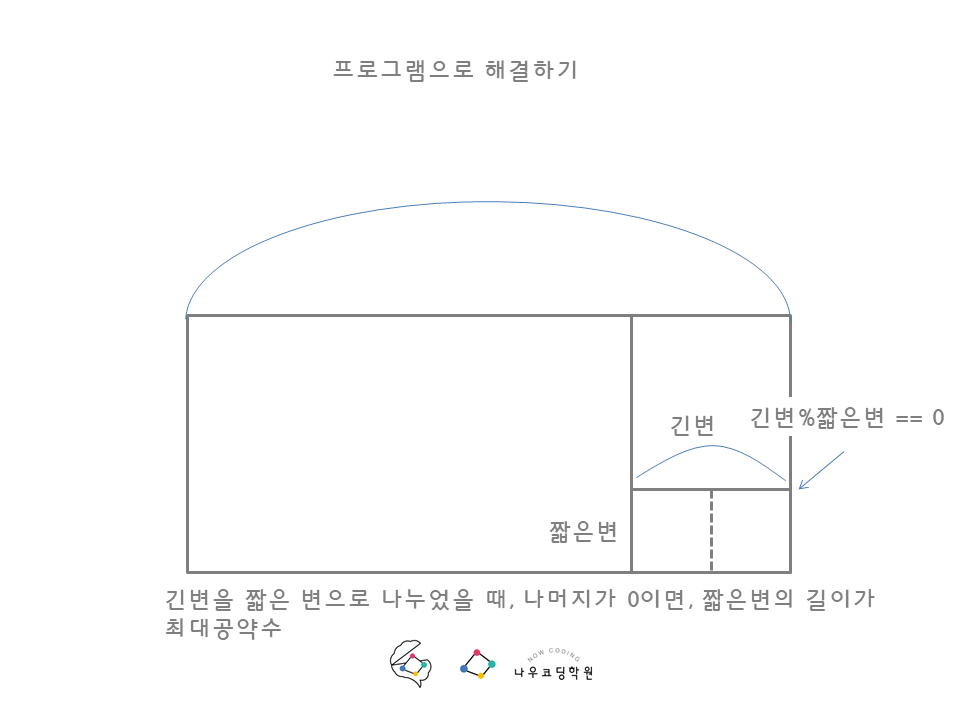 프로그램으로 해결하기
긴변%짧은변 == 0
긴변
짧은변
긴변을 짧은 변으로 나누었을 때, 나머지가 0이면, 짧은변의 길이가
최대공약수
NOW CODING
나우코딩학원